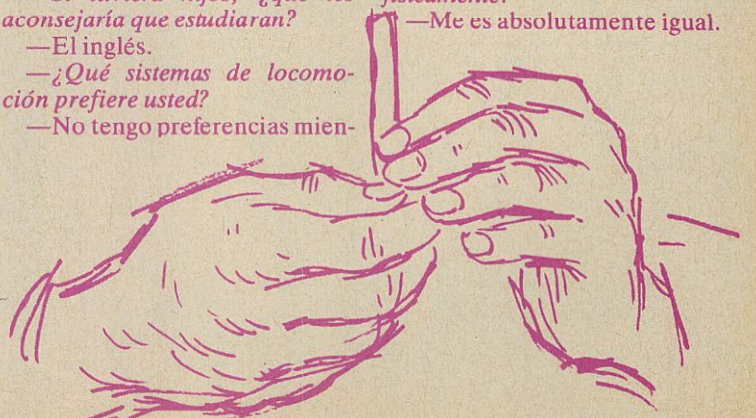 aconsejaría que estudiaran?
—El inglés.
—¿Qué sistemas de locomo-
ción prefiere usted?
—No tengo preferencias mien-
—Me es absolutamente igual.